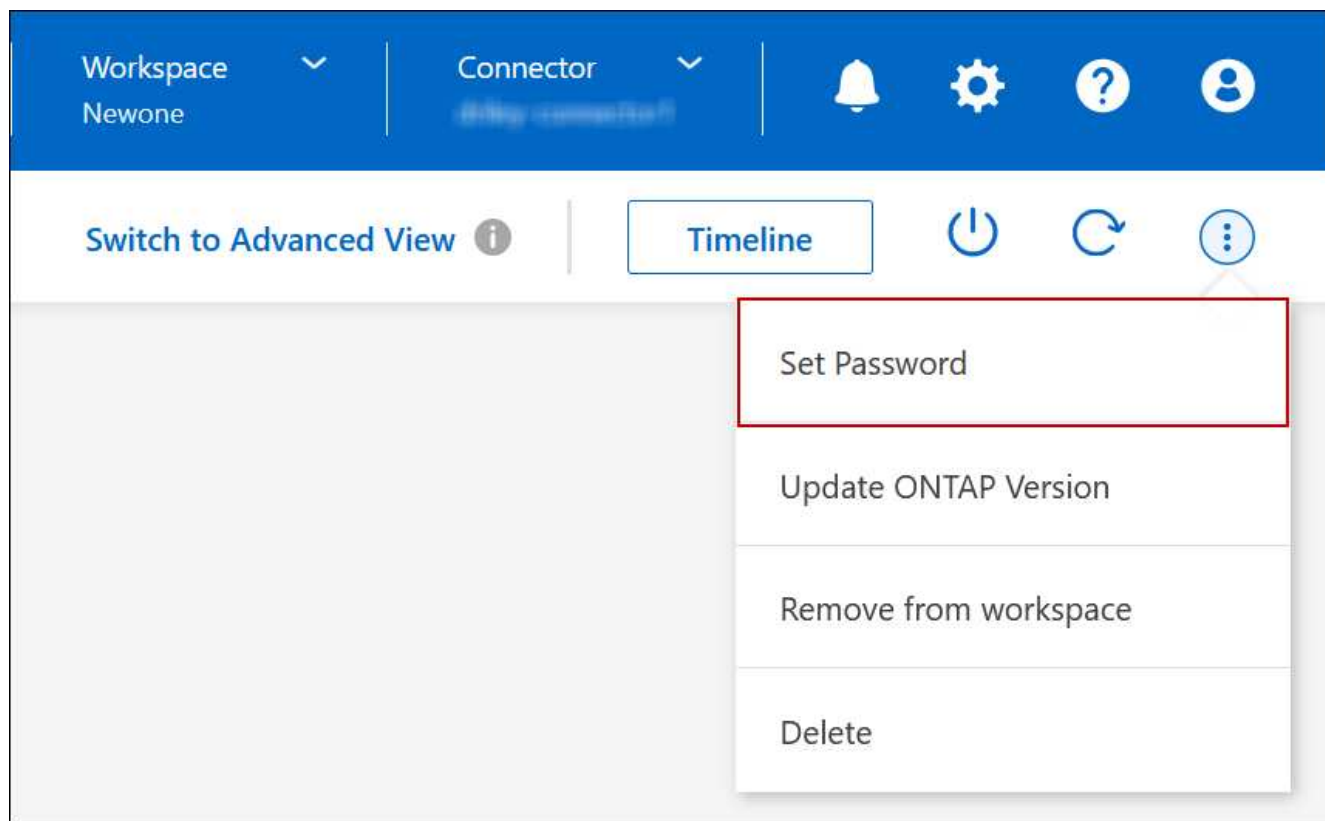 Workspace
Newone
Connector
Switch to Advanced View
Timeline
Set Password
Update ONTAP Version
Remove from workspace
Delete